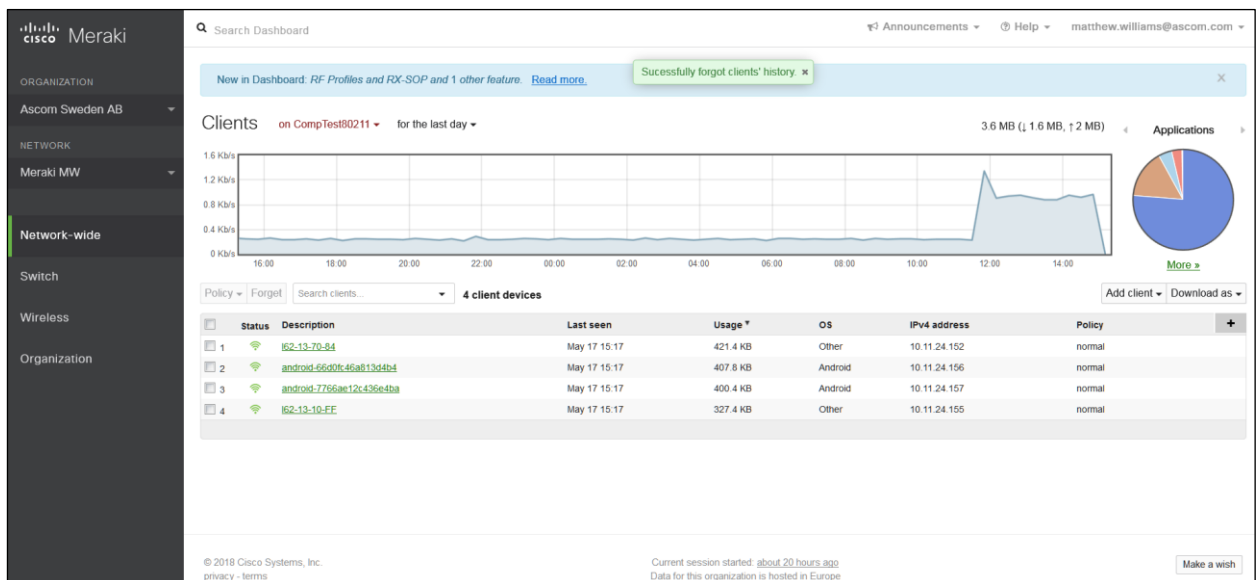 cisco Meraki
Search Dashboard
Announcements
Help
matthew.williams@ascom.com
ORGANIZATION
Ascom Sweden AB
NETWORK
Meraki MW
Network-wide
Switch
Wireless
Organization
New in Dashboard: RF Profiles and RX-SOP and 1 other feature. Read more.
Sucessfully forgot clients' history. ×
X
Clients on CompTest80211 for the last day
3.6 MB (↓ 1.6 MB, ↑ 2 MB)
Applications
1.6 Kb/s
1.2 Kb/s
0.8 Kb/s
0.4 Kb/s
0 Kb/s
16:00 18:00 20:00 22:00 00:00 02:00 04:00 06:00 08:00 10:00 12:00 14:00
More »
Policy Forget Search clients... 4 client devices Add client Download as
Status Description Last seen Usage OS IPv4 address Policy +
1 i62-13-70-84 May 17 15:17 421.4 KB Other 10.11.24.152 normal
2 android-66d0fc46a813d4b4 May 17 15:17 407.8 KB Android 10.11.24.156 normal
3 android-7766ae12c436e4ba May 17 15:17 400.4 KB Android 10.11.24.157 normal
4 i62-13-10-FF May 17 15:17 327.4 KB Other 10.11.24.155 normal
© 2018 Cisco Systems, Inc.
privacy - terms
Current session started: about 20 hours ago
Data for this organization is hosted in Europe
Make a wish